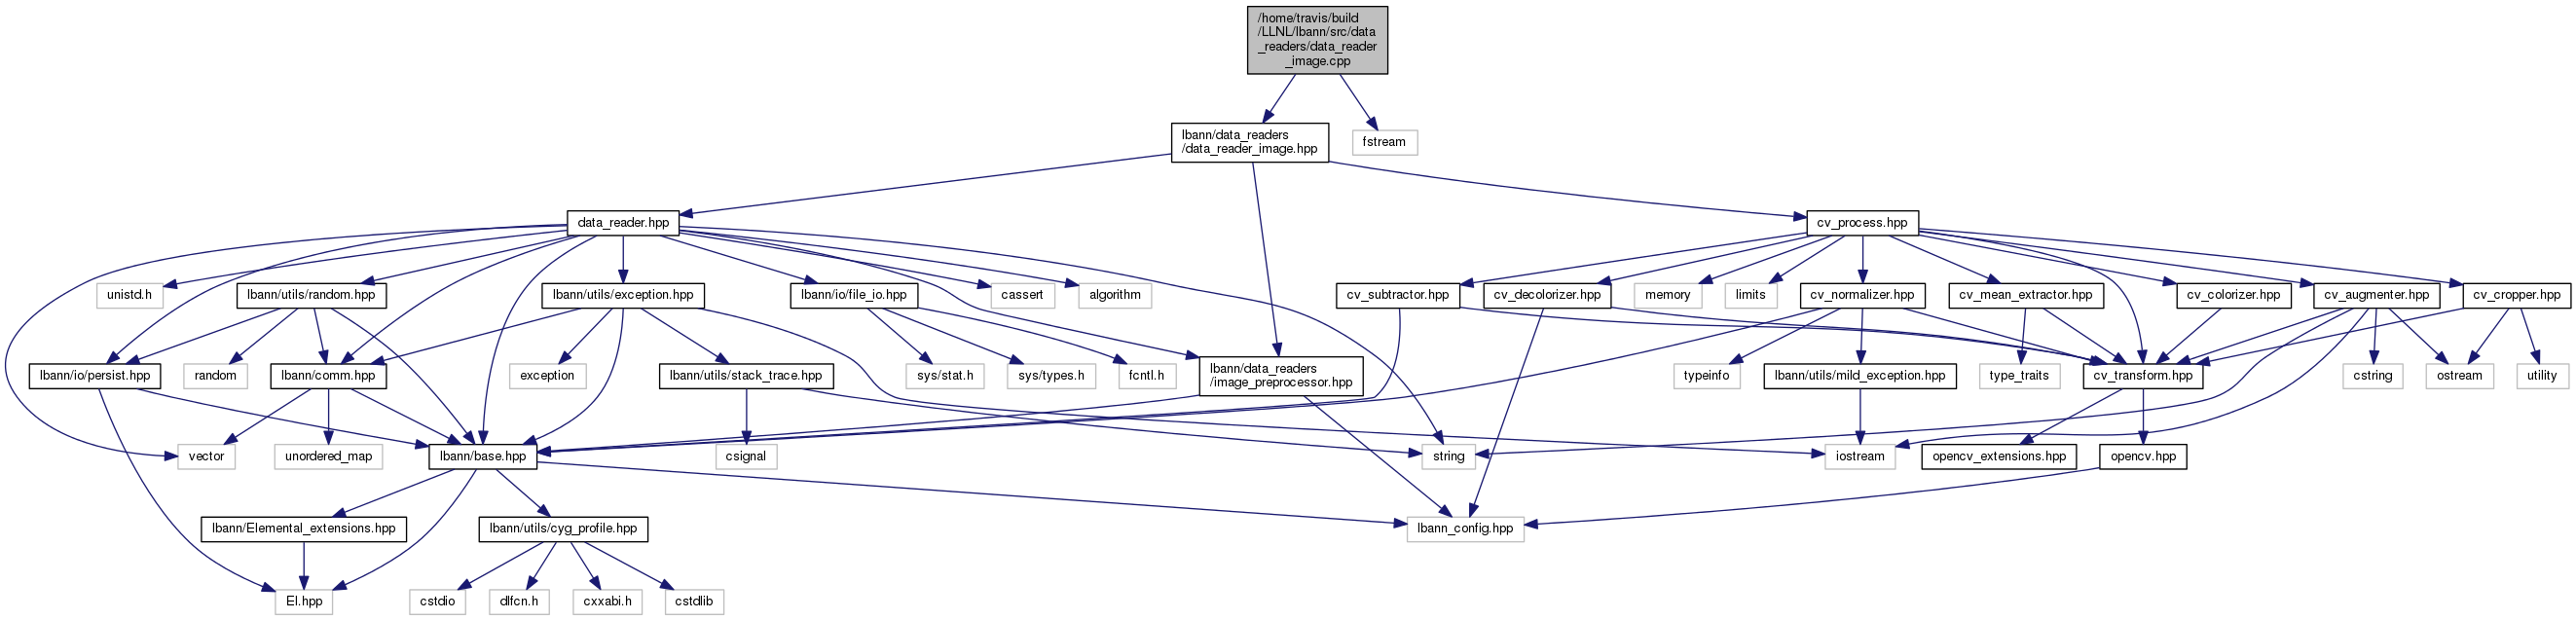 /home/travis/build
/LLNL/lbann/src/data
_readers/data_reader
_image.cpp
lbann/data_readers
/data_reader_image.hpp
fstream
data_reader.hpp
cv_process.hpp
unistd.h
lbann/utils/random.hpp
lbann/utils/exception.hpp
lbann/io/file_io.hpp
cassert
algorithm
cv_subtractor.hpp
cv_decolorizer.hpp
memory
limits
cv_normalizer.hpp
cv_mean_extractor.hpp
cv_colorizer.hpp
cv_augmenter.hpp
cv_cropper.hpp
lbann/io/persist.hpp
random
lbann/comm.hpp
exception
lbann/utils/stack_trace.hpp
sys/stat.h
sys/types.h
fcntl.h
lbann/data_readers
/image_preprocessor.hpp
typeinfo
lbann/utils/mild_exception.hpp
type_traits
cv_transform.hpp
cstring
ostream
utility
vector
unordered_map
lbann/base.hpp
csignal
string
iostream
opencv_extensions.hpp
opencv.hpp
lbann/Elemental_extensions.hpp
lbann/utils/cyg_profile.hpp
lbann_config.hpp
El.hpp
cstdio
dlfcn.h
cxxabi.h
cstdlib